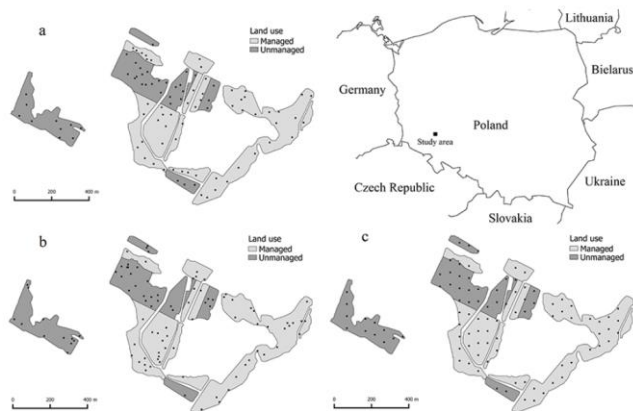 a
Land use
Managed
Unmanaged
0 200 400 m
Lithuania
Bielarus
Germany
Poland
Study area
Ukraine
Czech Republic
Slovakia
b
Land use
Managed
Unmanaged
0 200 400 m
c
Land use
Managed
Unmanaged
0 200 400 m